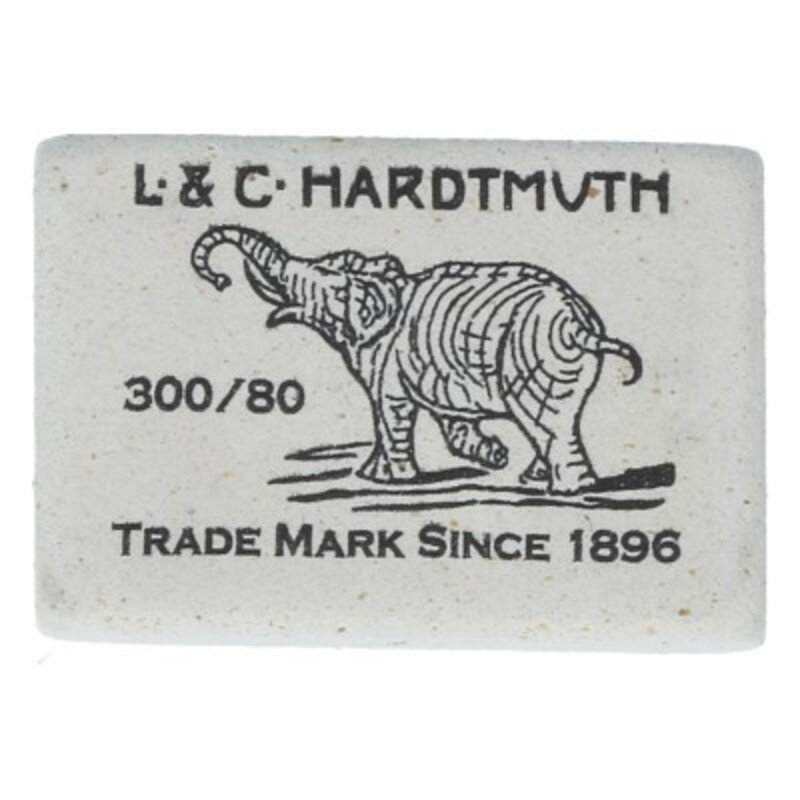 L. & C. HARDTMUTH
300/80
TRADE MARK SINCE 1896